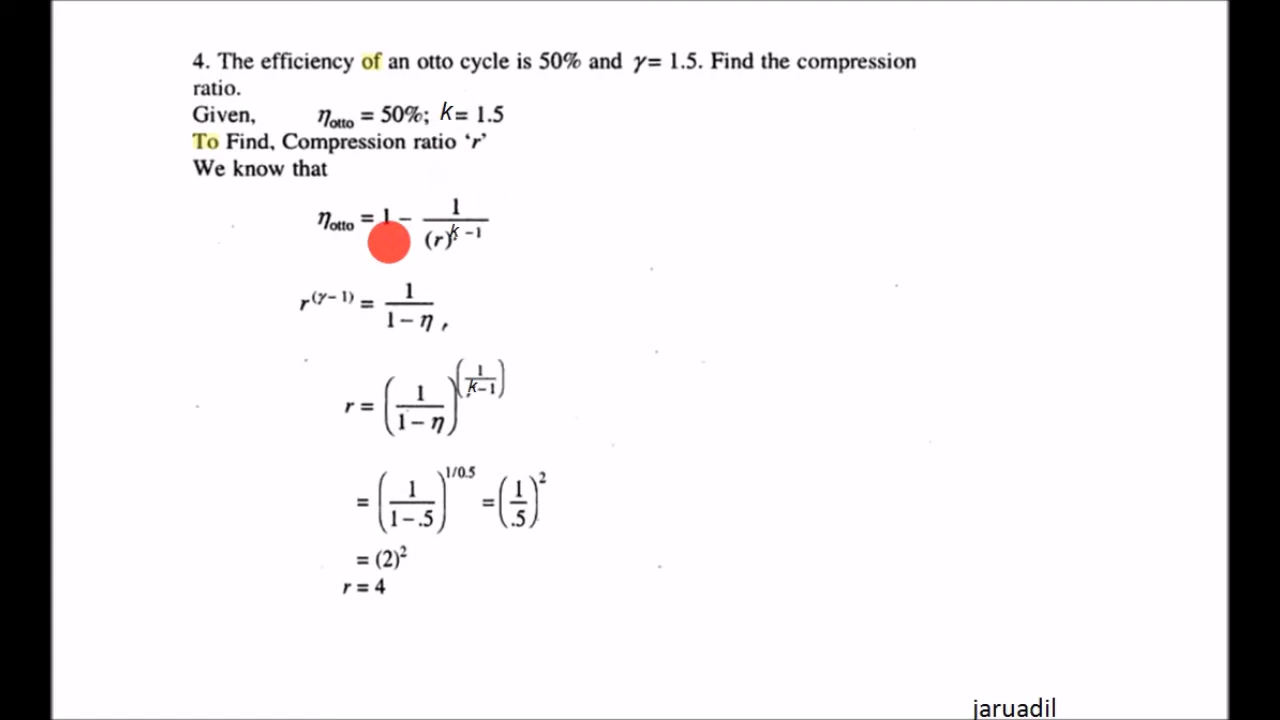 4. The efficiency of an otto cycle is 50% and γ = 1.5. Find the compression
ratio.
Given, η_otto = 50%; k = 1.5
To Find, Compression ratio ‘r’
We know that
η_otto = 1 − 1/(r)^(k −1)
r^(γ−1) = 1/(1 − η) ,
r = (1/(1 − η))^(1/(k−1))
= (1/(1 − .5))^(1/0.5) = (1/.5)^2
= (2)^2
r = 4
jaruadil